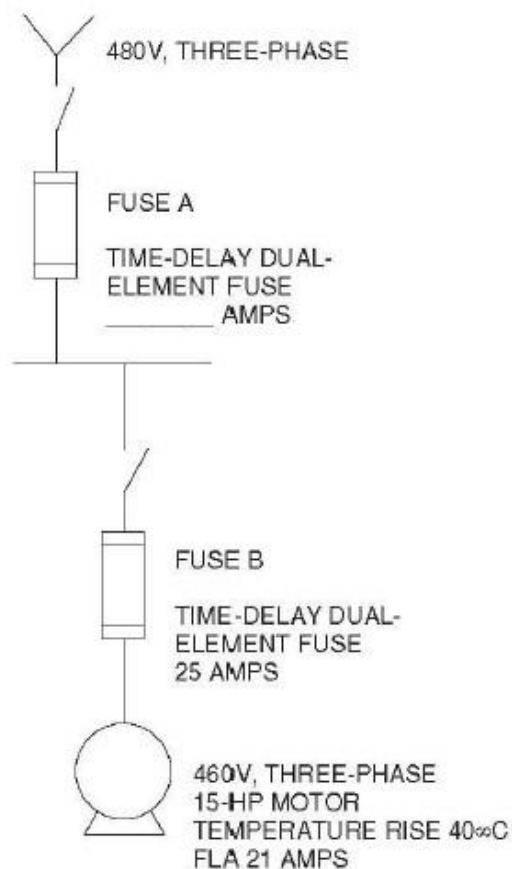 480V, THREE-PHASE
FUSE A
TIME-DELAY DUAL-
ELEMENT FUSE
AMPS
FUSE B
TIME-DELAY DUAL-
ELEMENT FUSE
25 AMPS
460V, THREE-PHASE
15-HP MOTOR
TEMPERATURE RISE 40∞C
FLA 21 AMPS